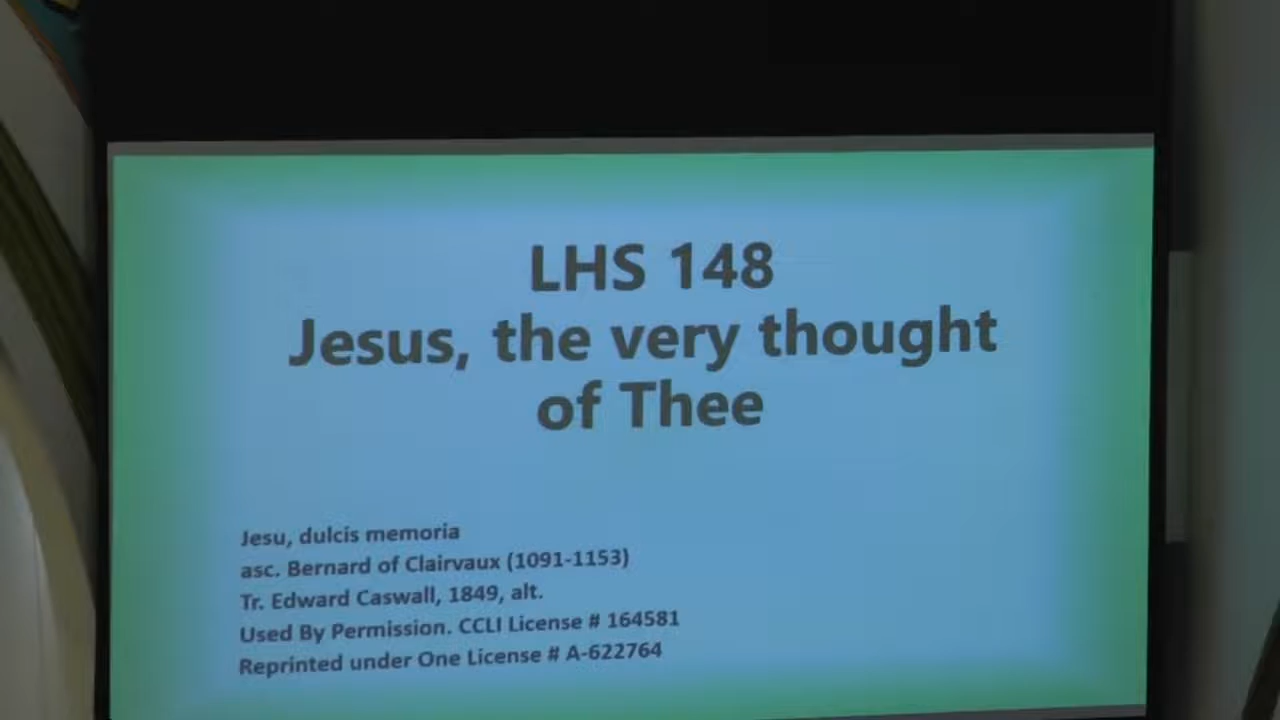 LHS 148
Jesus, the very thought
of Thee
Jesu, dulcis memoria
asc. Bernard of Clairvaux (1091-1153)
Tr. Edward Caswall, 1849, alt.
Used By Permission. CCLI License # 164581
Reprinted under One License # A-622764